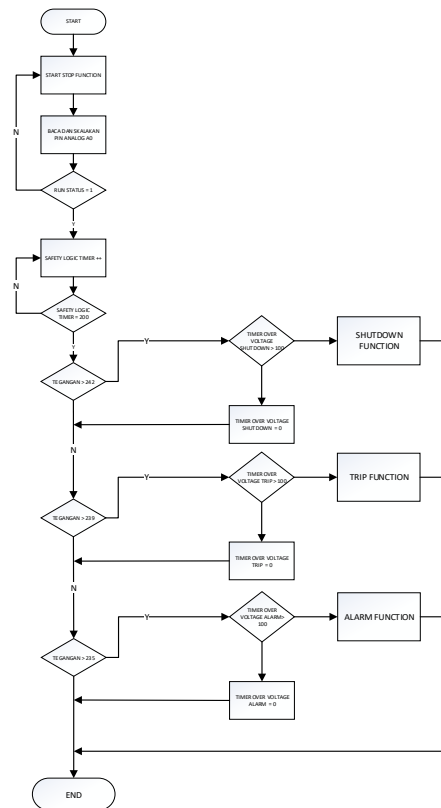 START
START STOP FUNCTION
N
BACA DAN SKALAKAN
PIN ANALOG A0
RUN STATUS = 1
Y
SAFETY LOGIC TIMER ++
N
SAFETY LOGIC
TIMER = 200
Y
TEGANGAN > 242
Y
TIMER OVER
VOLTAGE
SHUTDOWN > 100
SHUTDOWN
FUNCTION
TIMER OVER VOLTAGE
SHUTDOWN = 0
N
TEGANGAN > 239
Y
TIMER OVER
VOLTAGE TRIP > 100
TRIP FUNCTION
TIMER OVER VOLTAGE
TRIP = 0
N
TEGANGAN > 235
Y
TIMER OVER
VOLTAGE ALARM >
100
ALARM FUNCTION
TIMER OVER VOLTAGE
ALARM = 0
END